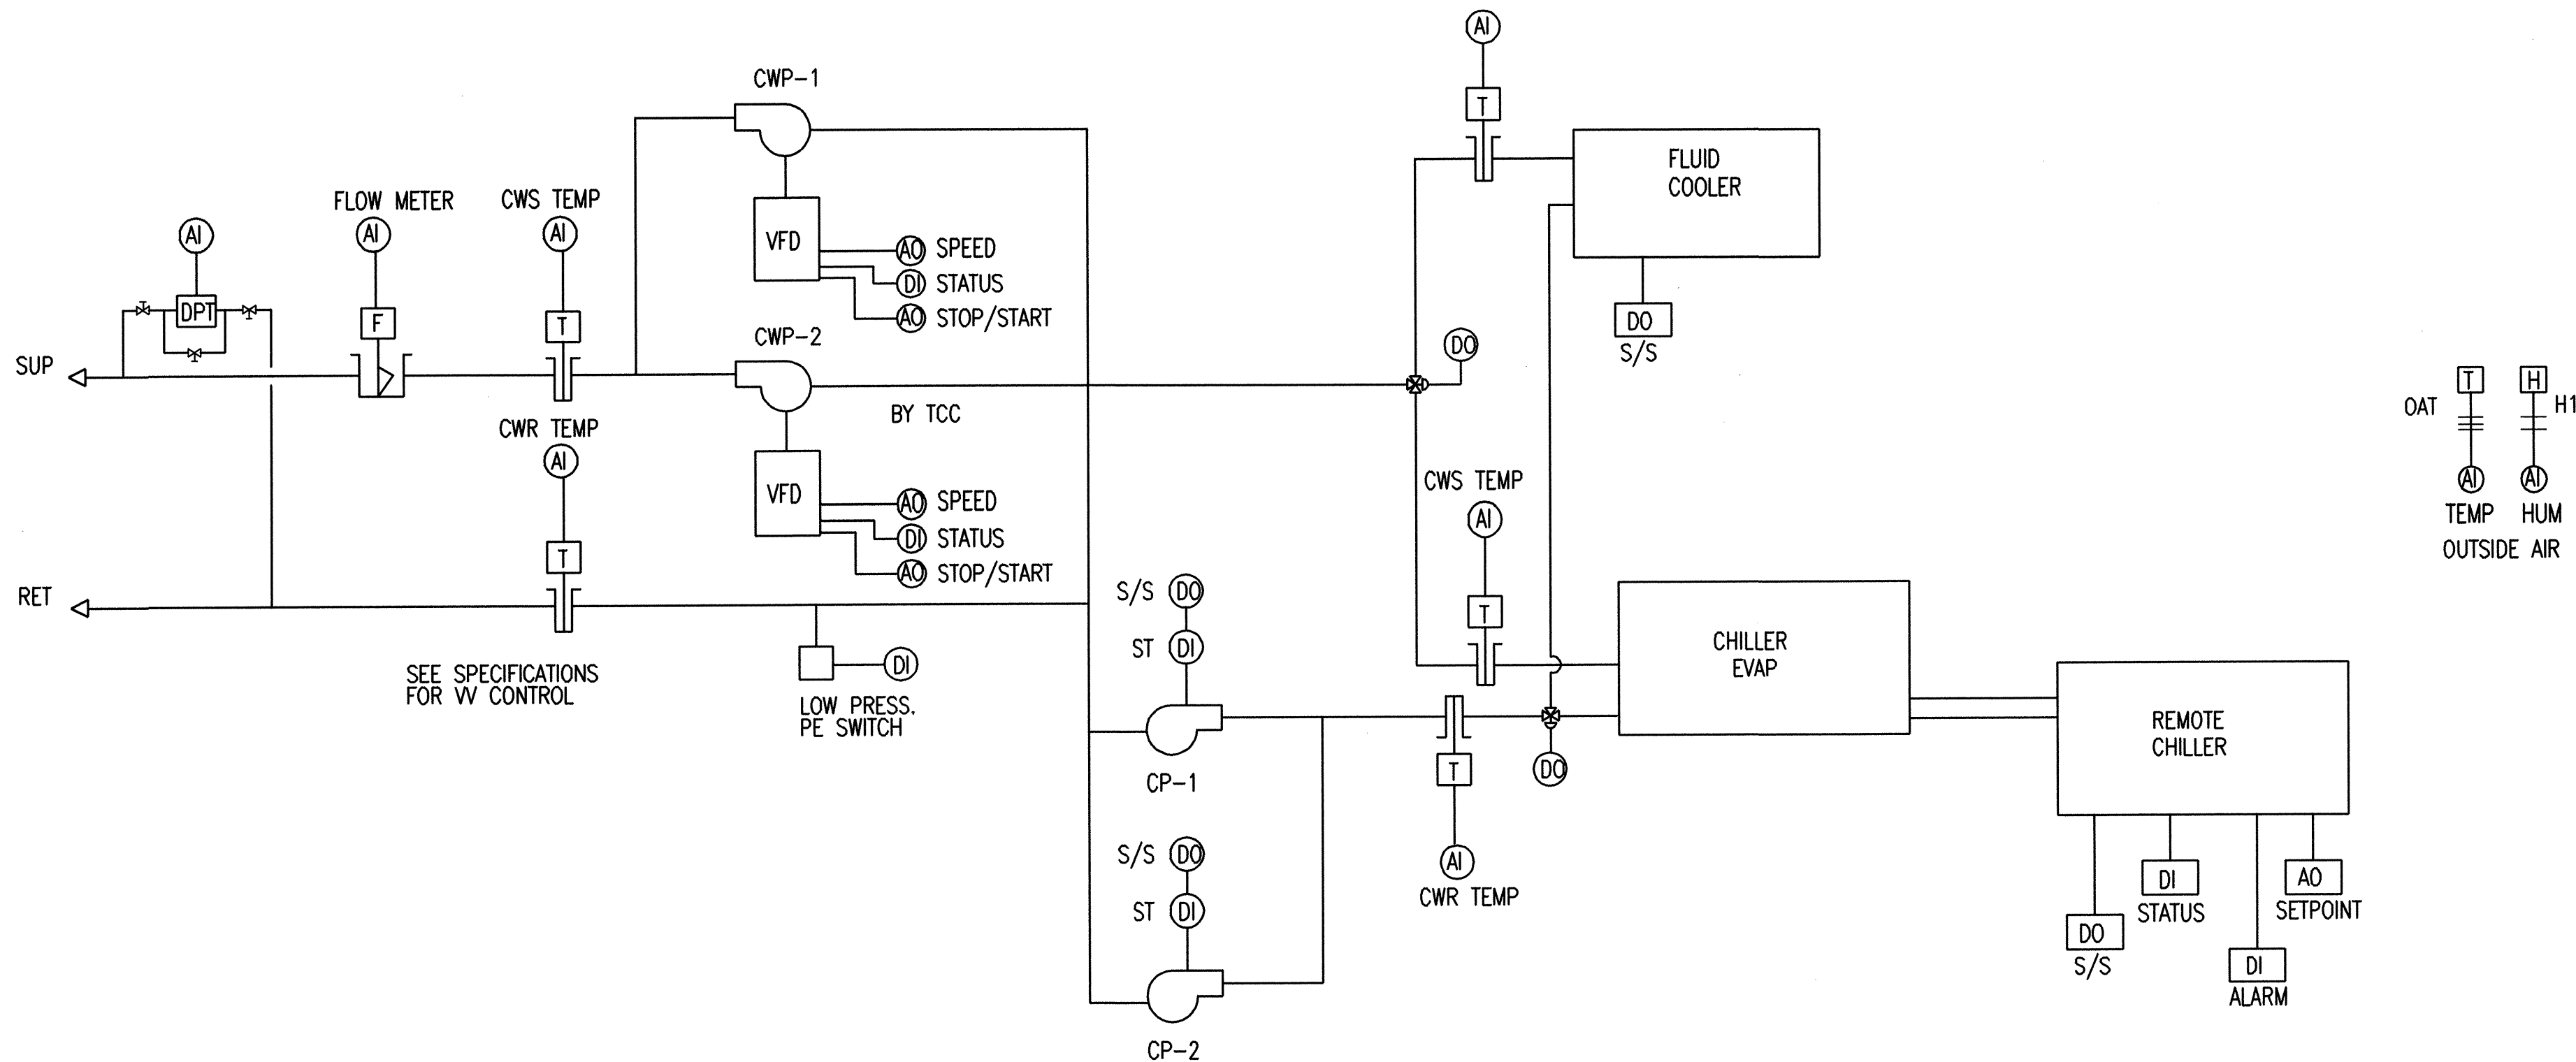 AI
T
CWP-1
FLUID
COOLER
FLOW METER
CWS TEMP
AI
AI
AI
VFD
AO SPEED
DI STATUS
AO STOP/START
DPT
F
T
DO
S/S
CWP-2
DO
SUP
BY TCC
T
H
OAT
H1
AI
AI
TEMP
HUM
OUTSIDE AIR
CWR TEMP
AI
VFD
AO SPEED
DI STATUS
AO STOP/START
CWS TEMP
AI
T
T
RET
S/S DO
ST DI
CHILLER
EVAP
SEE SPECIFICATIONS
FOR VV CONTROL
DI
LOW PRESS.
PE SWITCH
REMOTE
CHILLER
CP-1
T
DO
S/S DO
ST DI
AI
CWR TEMP
DI
STATUS
AO
SETPOINT
DO
S/S
DI
ALARM
CP-2